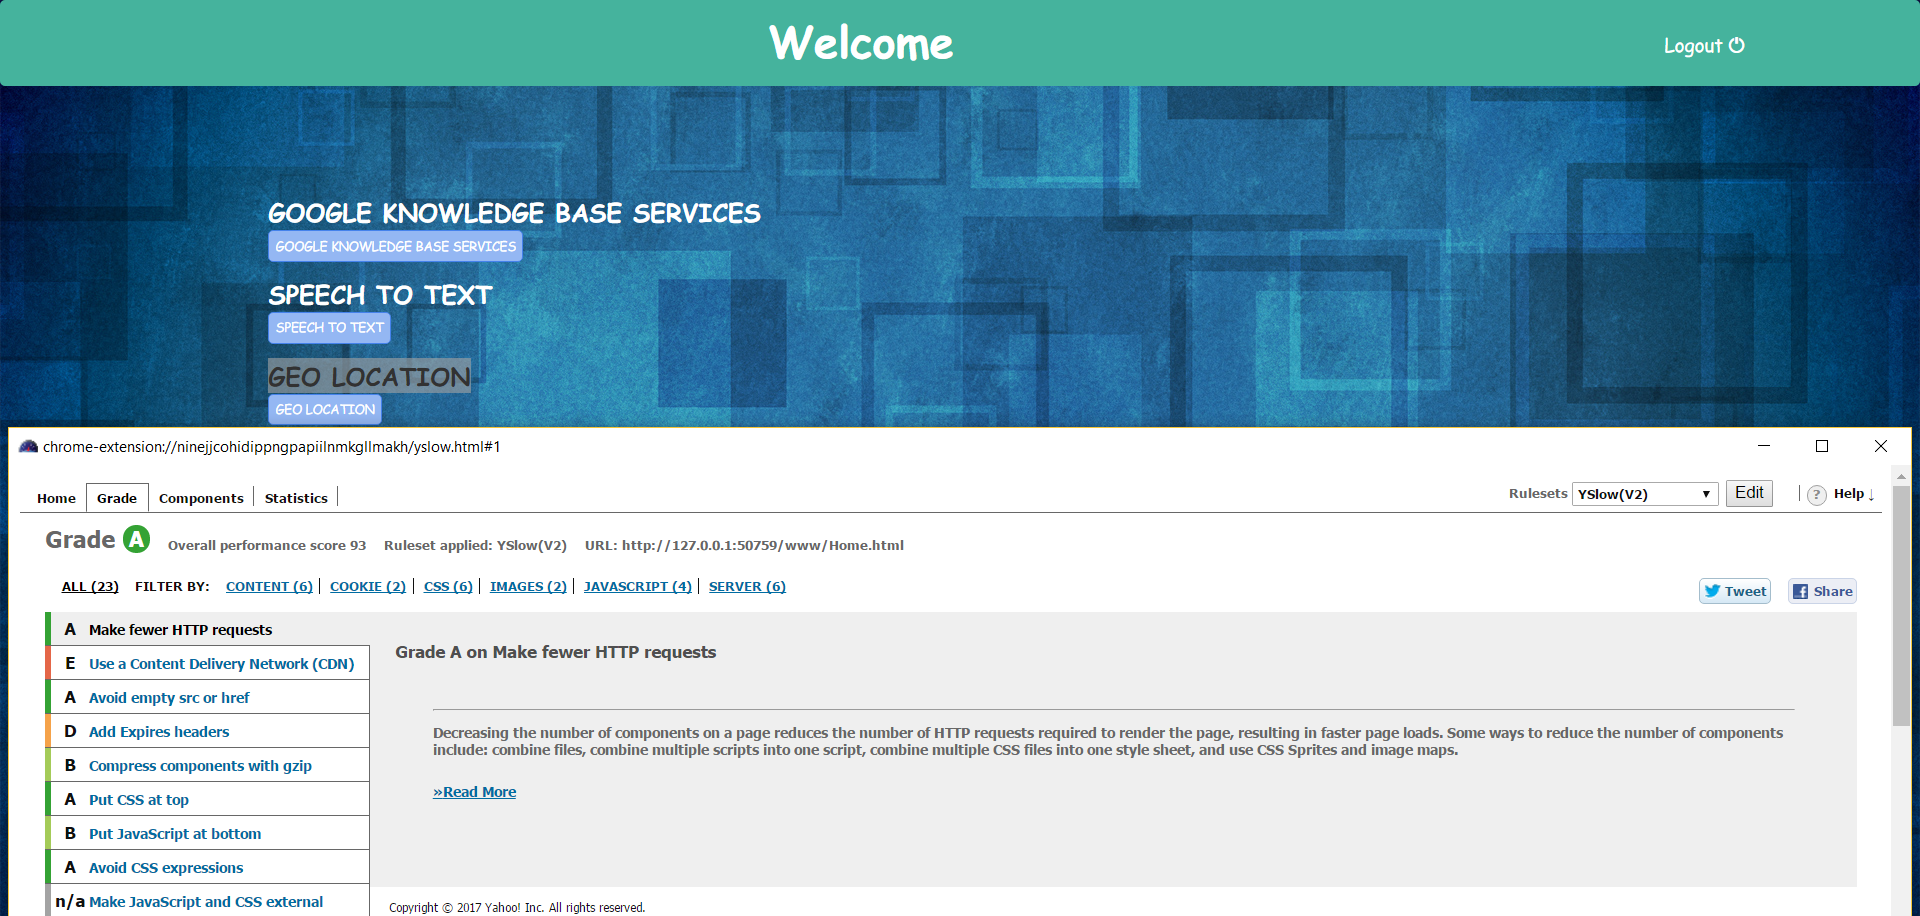 Welcome
Logout
GOOGLE KNOWLEDGE BASE SERVICES
GOOGLE KNOWLEDGE BASE SERVICES
SPEECH TO TEXT
SPEECH TO TEXT
GEO LOCATION
GEO LOCATION
chrome-extension://ninejjcohidippngpapiilnmkgllmakh/yslow.html#1
Home Grade Components Statistics
Rulesets YSlow(V2) Edit ? Help ↓
Grade A Overall performance score 93 Ruleset applied: YSlow(V2) URL: http://127.0.0.1:50759/www/Home.html
ALL (23) FILTER BY: CONTENT (6) COOKIE (2) CSS (6) IMAGES (2) JAVASCRIPT (4) SERVER (6)
Tweet Share
A Make fewer HTTP requests
E Use a Content Delivery Network (CDN)
A Avoid empty src or href
D Add Expires headers
B Compress components with gzip
A Put CSS at top
B Put JavaScript at bottom
A Avoid CSS expressions
n/a Make JavaScript and CSS external
Grade A on Make fewer HTTP requests
Decreasing the number of components on a page reduces the number of HTTP requests required to render the page, resulting in faster page loads. Some ways to reduce the number of components
include: combine files, combine multiple scripts into one script, combine multiple CSS files into one style sheet, and use CSS Sprites and image maps.
»Read More
Copyright © 2017 Yahoo! Inc. All rights reserved.